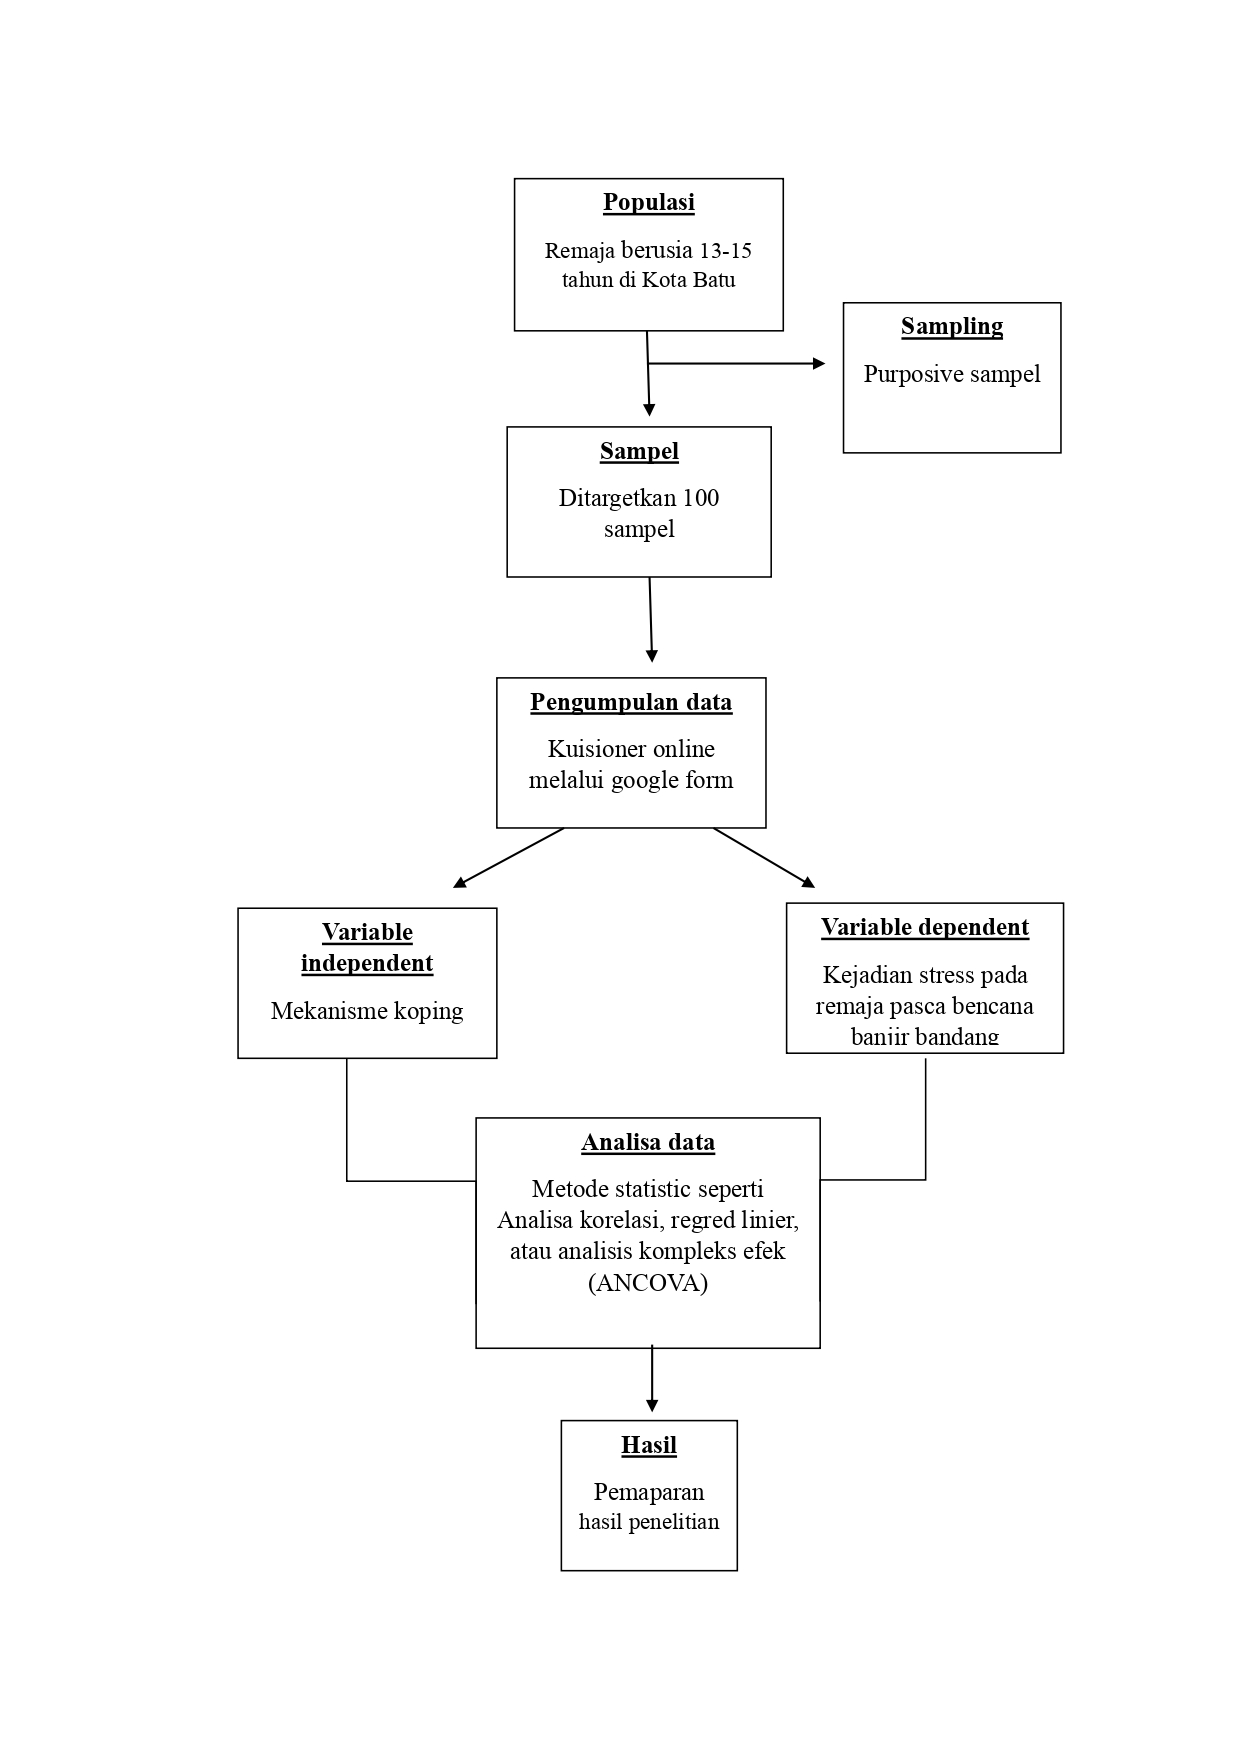 Populasi
Remaja berusia 13-15
tahun di Kota Batu
Sampling
Purposive sampel
Sampel
Ditargetkan 100
sampel
Pengumpulan data
Kuisioner online
melalui google form
Variable
independent
Mekanisme koping
Variable dependent
Kejadian stress pada
remaja pasca bencana
banjir bandang
Analisa data
Metode statistic seperti
Analisa korelasi, regred linier,
atau analisis kompleks efek
(ANCOVA)
Hasil
Pemaparan
hasil penelitian